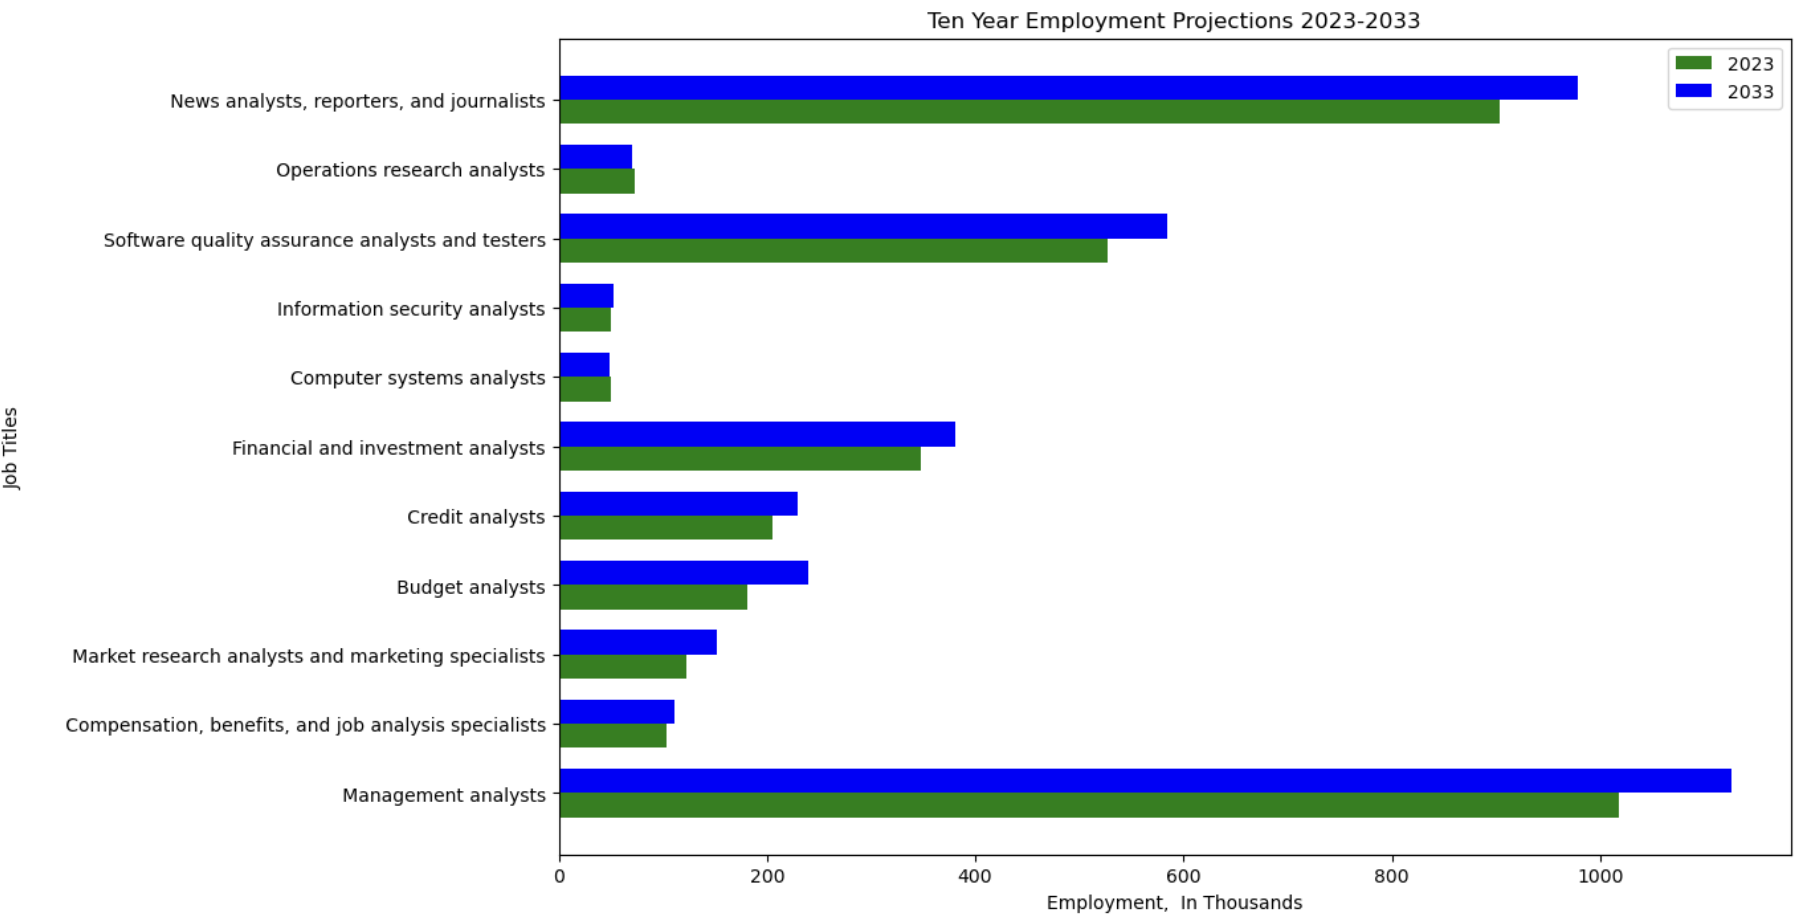 Ten Year Employment Projections 2023-2033
2023
2033
News analysts, reporters, and journalists
Operations research analysts
Software quality assurance analysts and testers
Information security analysts
Computer systems analysts
Financial and investment analysts
Credit analysts
Budget analysts
Market research analysts and marketing specialists
Compensation, benefits, and job analysis specialists
Management analysts
Job Titles
0 200 400 600 800 1000
Employment,  In Thousands